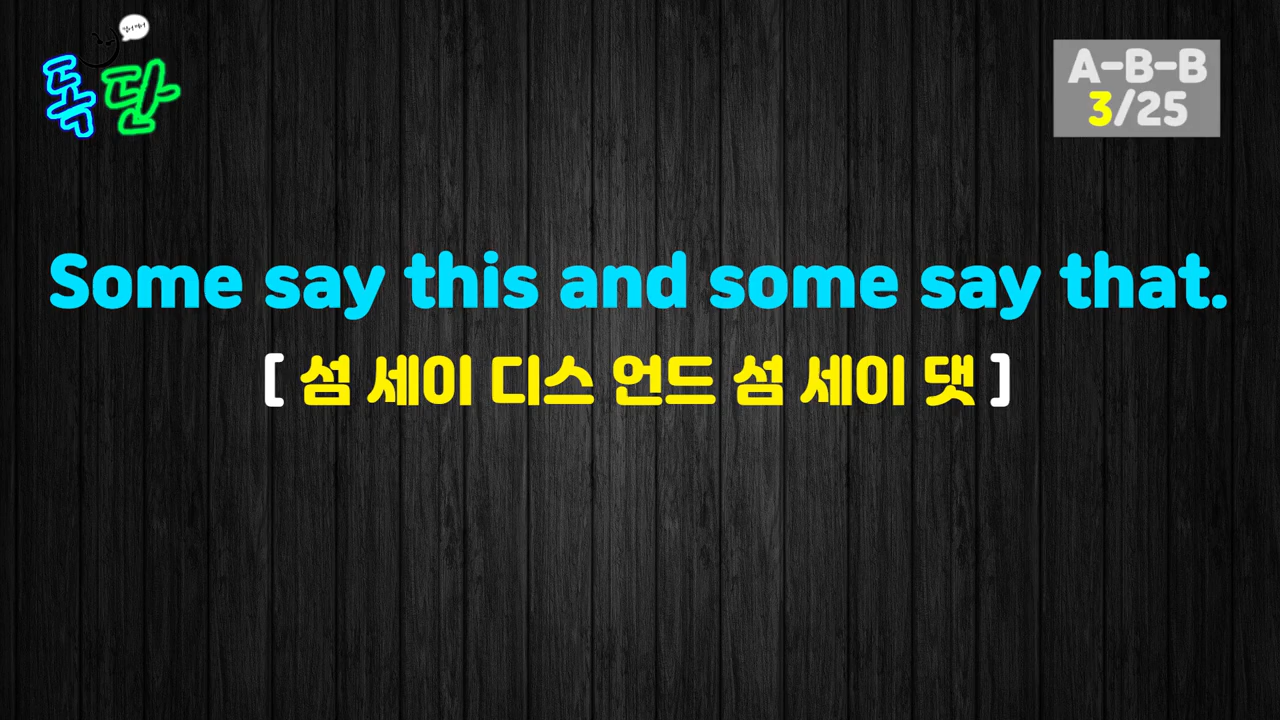 독단
A-B-B
3/25
Some say this and some say that.
[ 섬 세이 디스 언드 섬 세이 댓 ]